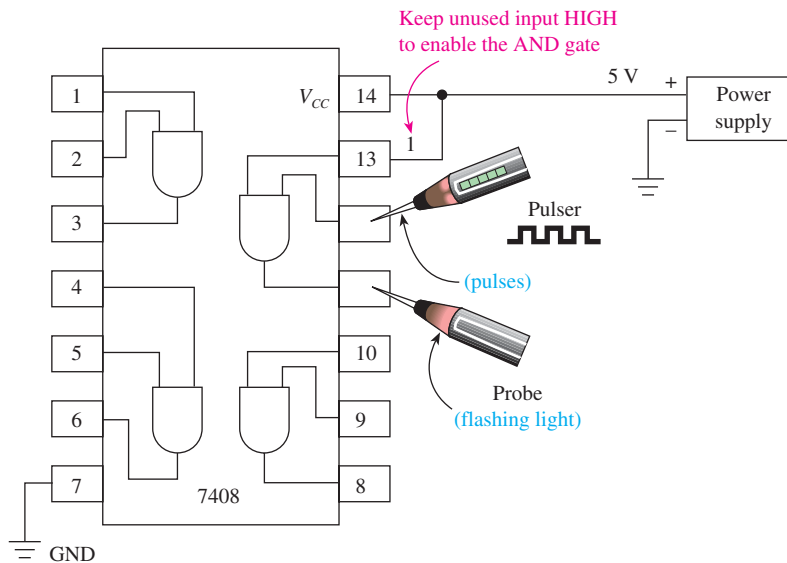 Keep unused input HIGH
to enable the AND gate
5 V
+
−
Power
supply
1
2
3
4
5
6
7
GND
V_CC
14
13
1
10
9
8
7408
Pulser
(pulses)
Probe
(flashing light)